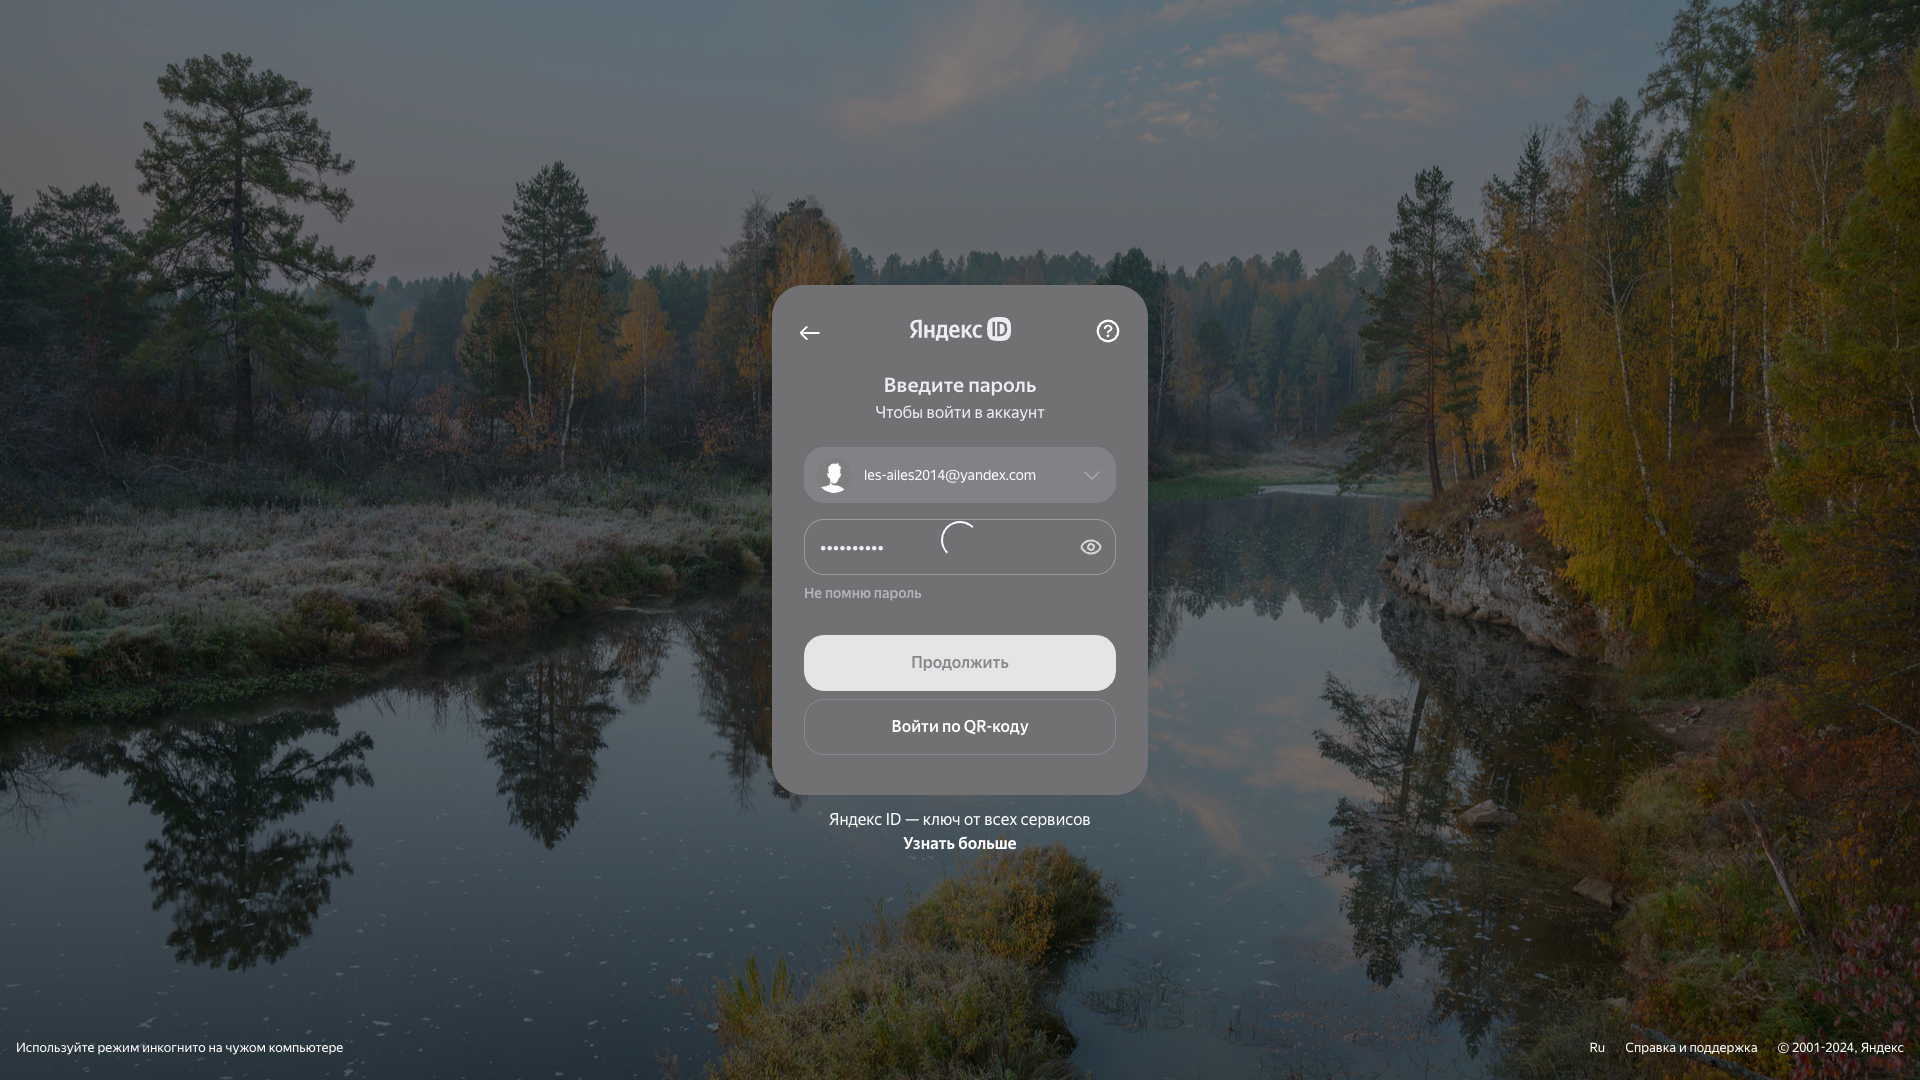 Яндекс ID
Введите пароль
Чтобы войти в аккаунт
les-ailes2014@yandex.com
••••••••••
Не помню пароль
Продолжить
Войти по QR-коду
Яндекс ID — ключ от всех сервисов
Узнать больше
Используйте режим инкогнито на чужом компьютере
Ru
Справка и поддержка
© 2001-2024, Яндекс